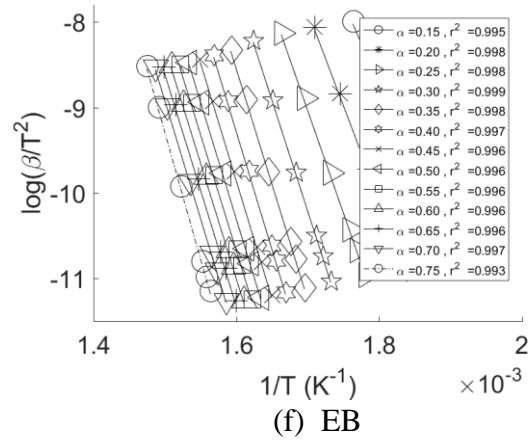 -8
-9
-10
-11
log(β/T²)
1.4
1.6
1.8
2
1/T (K⁻¹)
×10⁻³
α =0.15 , r² =0.995
α =0.20 , r² =0.998
α =0.25 , r² =0.998
α =0.30 , r² =0.999
α =0.35 , r² =0.998
α =0.40 , r² =0.997
α =0.45 , r² =0.996
α =0.50 , r² =0.996
α =0.55 , r² =0.996
α =0.60 , r² =0.996
α =0.65 , r² =0.996
α =0.70 , r² =0.997
α =0.75 , r² =0.993
(f) EB